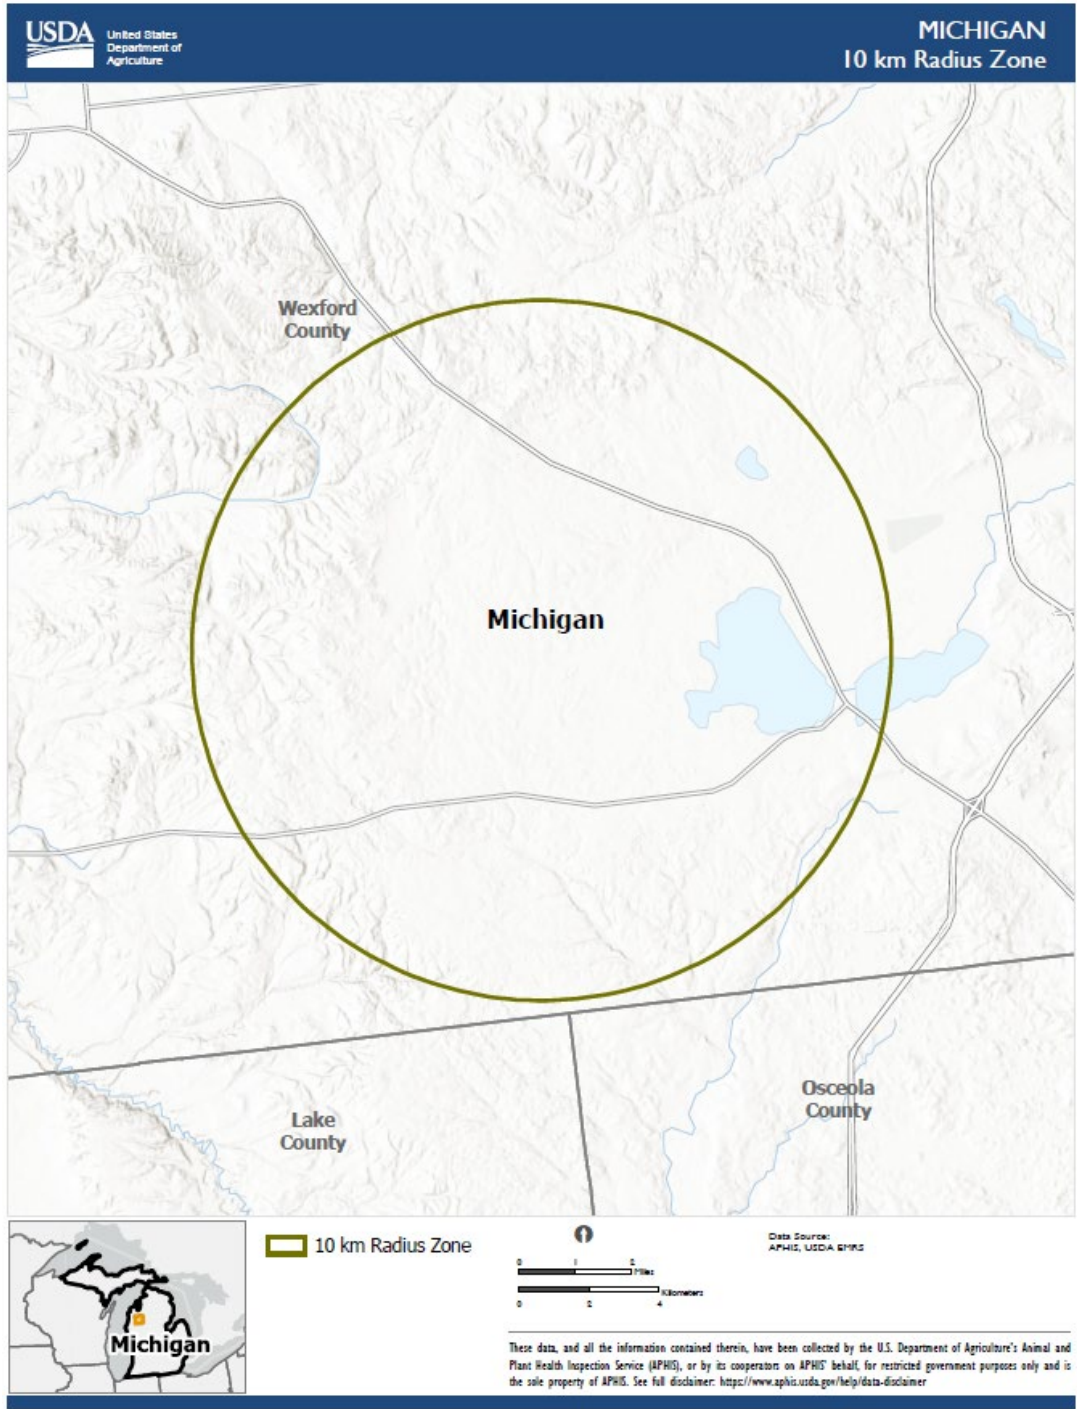 USDA
United States
Department of
Agriculture
MICHIGAN
10 km Radius Zone
Wexford
County
Michigan
Osceola
County
Lake
County
Michigan
10 km Radius Zone
0 1 2
Miles
Kilometers
0 2 4
Data Source:
APHIS, USDA EMRS
These data, and all the information contained therein, have been collected by the U.S. Department of Agriculture's Animal and
Plant Health Inspection Service (APHIS), or by its cooperators on APHIS' behalf, for restricted government purposes only and is
the sole property of APHIS. See full disclaimer: https://www.aphis.usda.gov/help/data-disclaimer